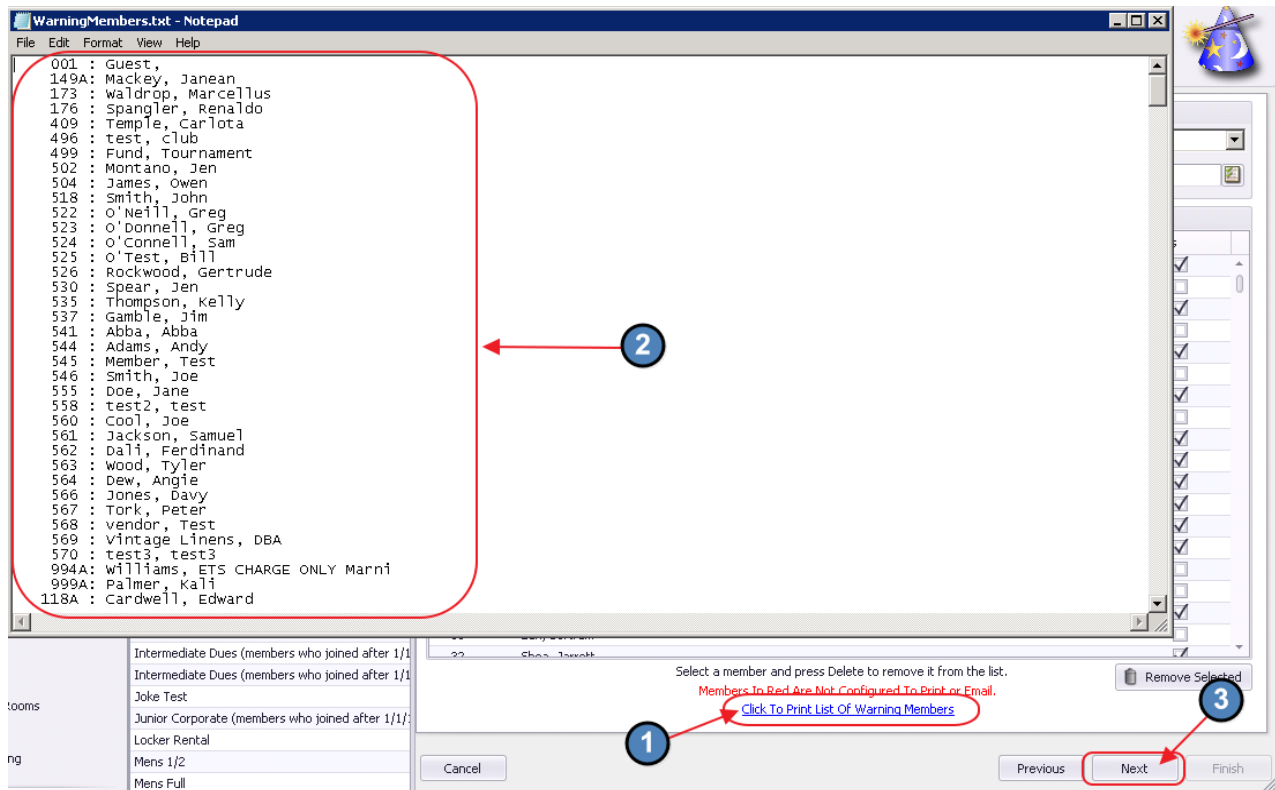 WarningMembers.txt - Notepad
File Edit Format View Help
001 : Guest,
149A: Mackey, Janean
173 : Waldrop, Marcellus
176 : Spangler, Renaldo
409 : Temple, Carlota
496 : test, club
499 : Fund, Tournament
502 : Montano, Jen
504 : James, Owen
518 : Smith, John
522 : O'Neill, Greg
523 : O'Donnell, Greg
524 : O'Connell, Sam
525 : O'Test, Bill
526 : Rockwood, Gertrude
530 : Spear, Jen
535 : Thompson, Kelly
537 : Gamble, Jim
541 : Abba, Abba
544 : Adams, Andy
545 : Member, Test
546 : Smith, Joe
555 : Doe, Jane
558 : test2, test
560 : Cool, Joe
561 : Jackson, Samuel
562 : Dali, Ferdinand
563 : Wood, Tyler
564 : Dew, Angie
566 : Jones, Davy
567 : Tork, Peter
568 : vendor, Test
569 : Vintage Linens, DBA
570 : test3, test3
994A: Williams, ETS CHARGE ONLY Marni
999A: Palmer, Kali
118A : Cardwell, Edward
2
s
32 Shea, Jarrett
Intermediate Dues (members who joined after 1/1
Intermediate Dues (members who joined after 1/1
Joke Test
Junior Corporate (members who joined after 1/1/
Locker Rental
Mens 1/2
Mens Full
ooms
ng
Select a member and press Delete to remove it from the list.
Remove Selected
Members In Red Are Not Configured To Print or Email.
Click To Print List Of Warning Members
3
1
Cancel
Previous
Next
Finish